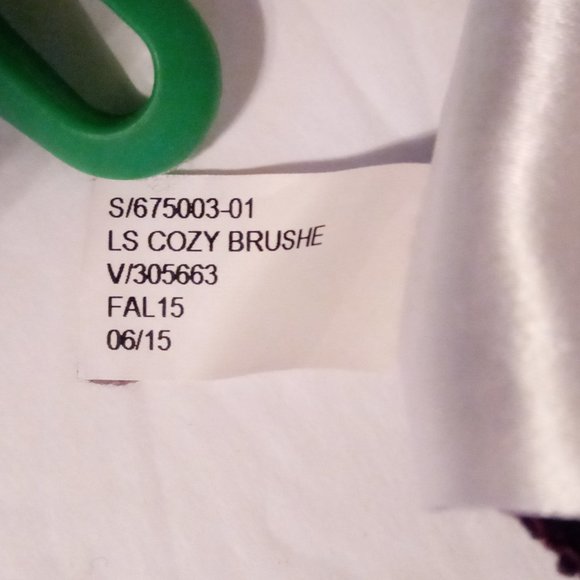 S/675003-01
LS COZY BRUSHE
V/305663
FAL15
06/15